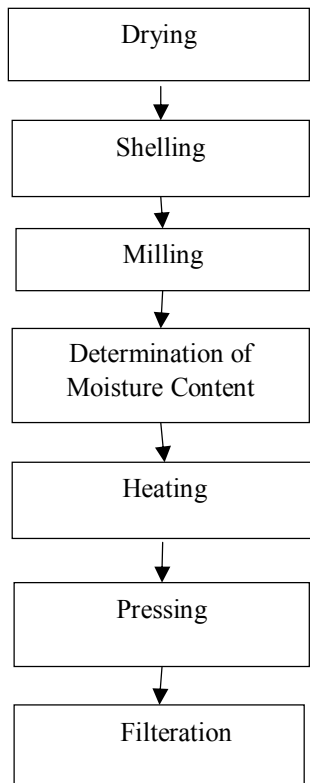 Drying
Shelling
Milling
Determination of
Moisture Content
Heating
Pressing
Filteration